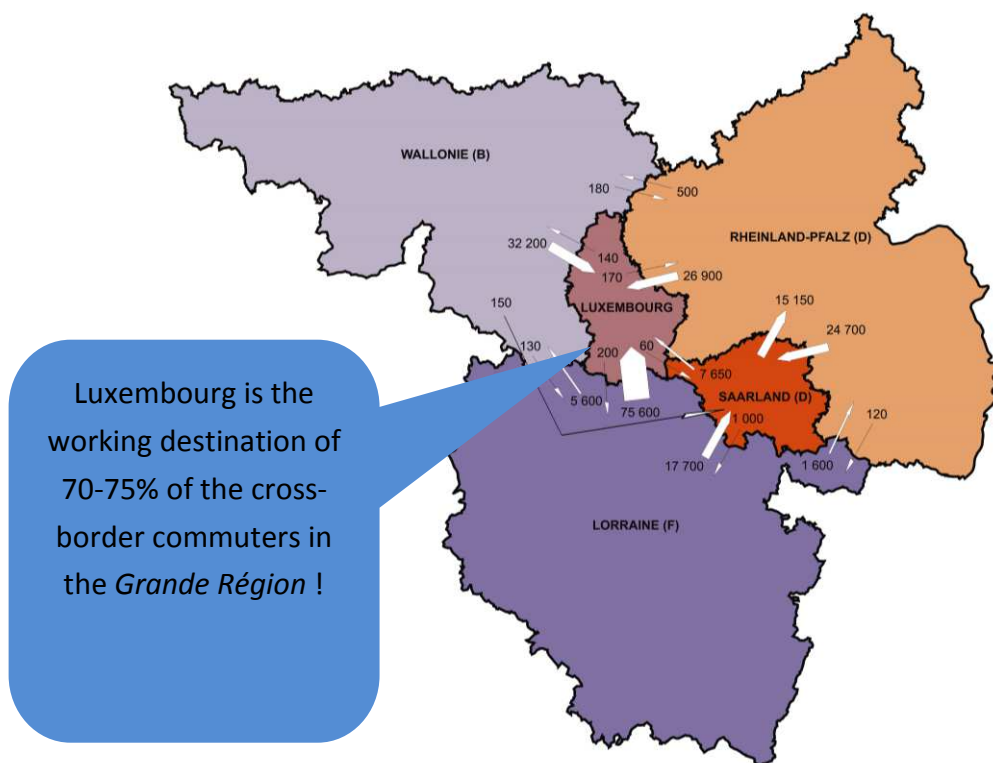 WALLONIE (B)
180
500
RHEINLAND-PFALZ (D)
32 200
140
170
26 900
LUXEMBOURG
15 150
150
24 700
130
200
60
7 650
5 600
75 600
SAARLAND (D)
1 000
120
17 700
1 600
LORRAINE (F)
Luxembourg is the
working destination of
70-75% of the cross-
border commuters in
the Grande Région !